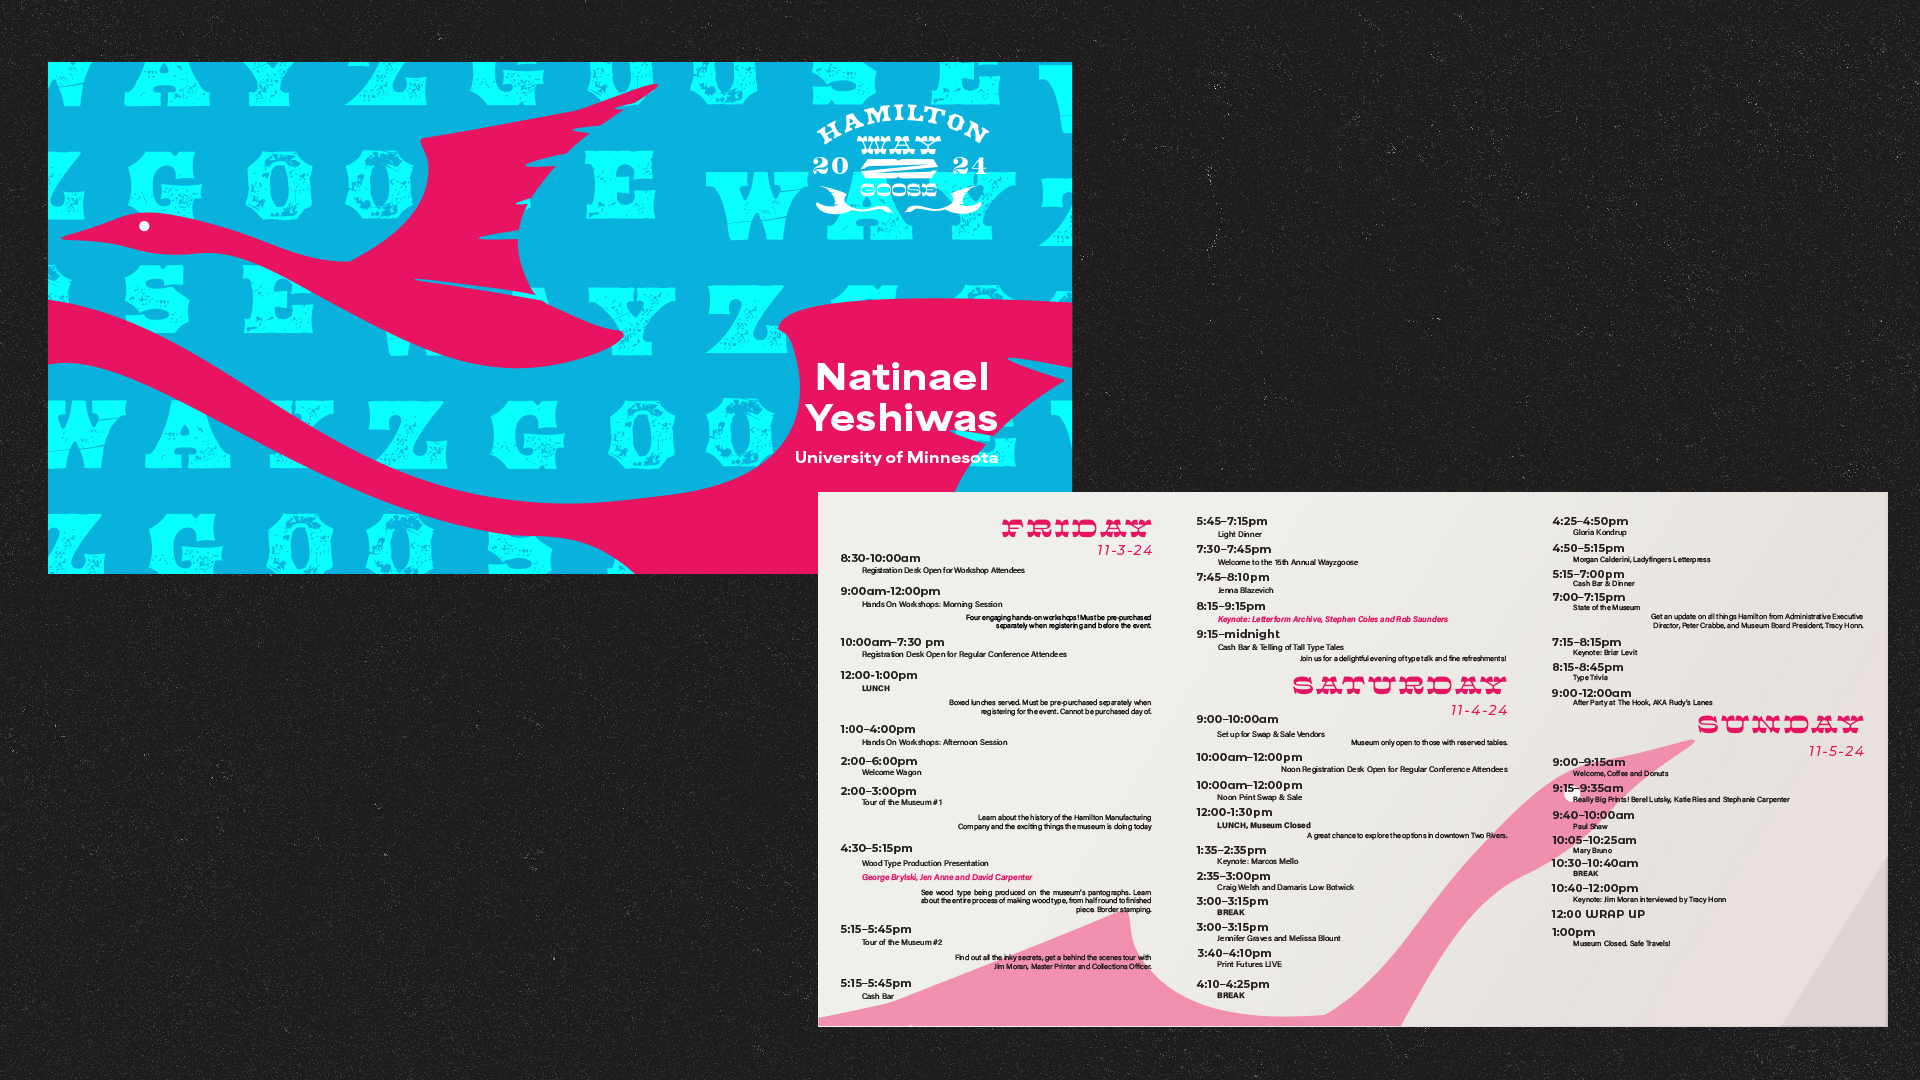 WAYZGOOSE W
ZGOOSE WAYZ
SE WAYZGOO
WAYZGOO
ZGOOS
HAMILTON
WAY
20 24
GOOSE
Natinael
Yeshiwas
University of Minnesota
FRIDAY
11-3-24
8:30-10:00am
Registration Desk Open for Workshop Attendees
9:00am-12:00pm
Hands On Workshops: Morning Session
Four engaging hands-on workshops! Must be pre-purchased
separately when registering and before the event.
10:00am–7:30 pm
Registration Desk Open for Regular Conference Attendees
12:00-1:00pm
LUNCH
Boxed lunches served. Must be pre-purchased separately when
registering for the event. Cannot be purchased day of.
1:00–4:00pm
Hands On Workshops: Afternoon Session
2:00–6:00pm
Welcome Wagon
2:00–3:00pm
Tour of the Museum #1
Learn about the history of the Hamilton Manufacturing
Company and the exciting things the museum is doing today
4:30–5:15pm
Wood Type Production Presentation
George Brylski, Jen Anne and David Carpenter
See wood type being produced on the museum's pantographs. Learn
about the entire process of making wood type, from half round to finished
piece. Border stamping.
5:15–5:45pm
Tour of the Museum #2
Find out all the inky secrets, get a behind the scenes tour with
Jim Moran, Master Printer and Collections Officer.
5:15–5:45pm
Cash Bar
5:45–7:15pm
Light Dinner
7:30–7:45pm
Welcome to the 15th Annual Wayzgoose
7:45–8:10pm
Jenna Blazevich
8:15–9:15pm
Keynote: Letterform Archive, Stephen Coles and Rob Saunders
9:15–midnight
Cash Bar & Telling of Tall Type Tales
Join us for a delightful evening of type talk and fine refreshments!
SATURDAY
11-4-24
9:00–10:00am
Set up for Swap & Sale Vendors
Museum only open to those with reserved tables.
10:00am–12:00pm
Noon Registration Desk Open for Regular Conference Attendees
10:00am–12:00pm
Noon Print Swap & Sale
12:00-1:30pm
LUNCH, Museum Closed
A great chance to explore the options in downtown Two Rivers.
1:35–2:35pm
Keynote: Marcos Mello
2:35–3:00pm
Craig Welsh and Damaris Low Botwick
3:00–3:15pm
BREAK
3:00–3:15pm
Jennifer Graves and Melissa Blount
3:40–4:10pm
Print Futures LIVE
4:10–4:25pm
BREAK
4:25–4:50pm
Gloria Kondrup
4:50–5:15pm
Morgan Calderini, Ladyfingers Letterpress
5:15–7:00pm
Cash Bar & Dinner
7:00–7:15pm
State of the Museum
Get an update on all things Hamilton from Administrative Executive
Director, Peter Crabbe, and Museum Board President, Tracy Honn.
7:15–8:15pm
Keynote: Briar Levit
8:15-8:45pm
Type Trivia
9:00-12:00am
After Party at The Hook, AKA Rudy's Lanes
SUNDAY
11-5-24
9:00–9:15am
Welcome, Coffee and Donuts
9:15–9:35am
Really Big Prints! Berel Lutsky, Katie Ries and Stephanie Carpenter
9:40–10:00am
Paul Shaw
10:05–10:25am
Mary Bruno
10:30–10:40am
BREAK
10:40–12:00pm
Keynote: Jim Moran interviewed by Tracy Honn
12:00 WRAP UP
1:00pm
Museum Closed. Safe Travels!